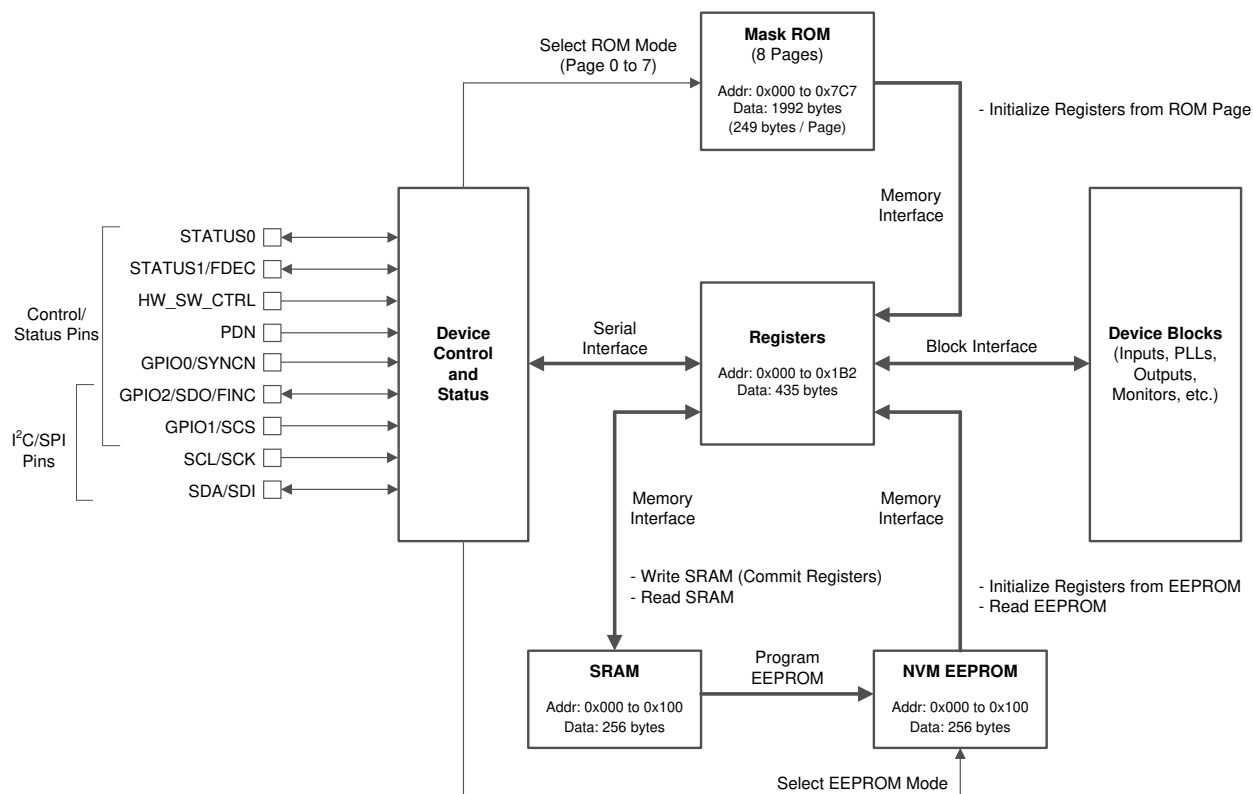 Mask ROM
(8 Pages)
Addr: 0x000 to 0x7C7
Data: 1992 bytes
(249 bytes / Page)
Select ROM Mode
(Page 0 to 7)
- Initialize Registers from ROM Page
Memory
Interface
STATUS0
STATUS1/FDEC
HW_SW_CTRL
PDN
GPIO0/SYNCN
GPIO2/SDO/FINC
GPIO1/SCS
SCL/SCK
SDA/SDI
Control/
Status Pins
I²C/SPI
Pins
Device
Control
and
Status
Serial
Interface
Registers
Addr: 0x000 to 0x1B2
Data: 435 bytes
Block Interface
Device Blocks
(Inputs, PLLs,
Outputs,
Monitors, etc.)
Memory
Interface
- Write SRAM (Commit Registers)
- Read SRAM
Memory
Interface
- Initialize Registers from EEPROM
- Read EEPROM
SRAM
Addr: 0x000 to 0x100
Data: 256 bytes
Program
EEPROM
NVM EEPROM
Addr: 0x000 to 0x100
Data: 256 bytes
Select EEPROM Mode